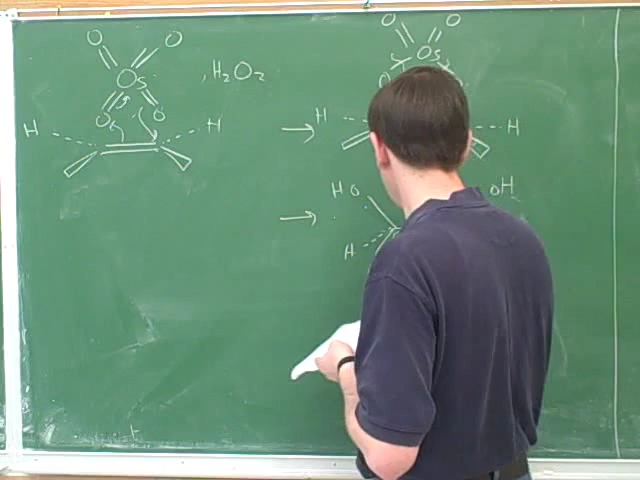 O O O O
Os , H2O2 Os
O O O
H H → H H
→ HO OH
H